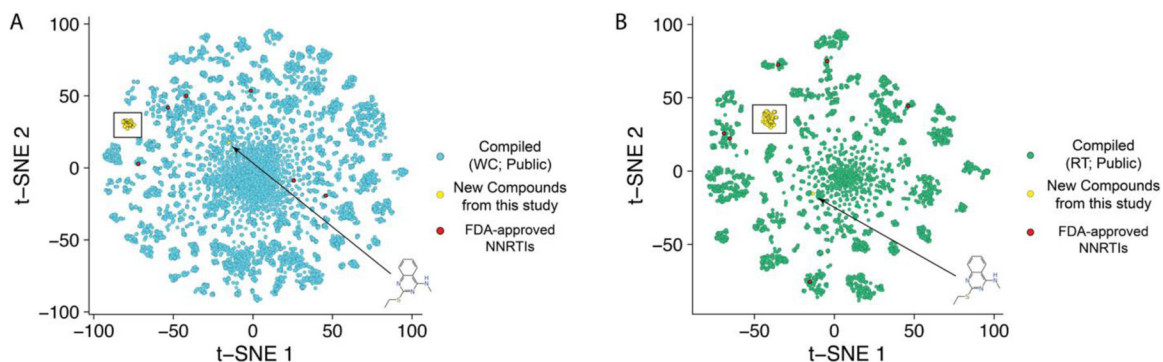 A
B
100
50
0
−50
−100
t−SNE 2
−100
−50
0
50
100
t−SNE 1
Compiled
(WC; Public)
New Compounds
from this study
FDA-approved
NNRTIs
N
N
S
H
N
100
50
0
−50
t−SNE 2
−50
0
50
100
t−SNE 1
Compiled
(RT; Public)
New Compounds
from this study
FDA-approved
NNRTIs
N
N
S
H
N